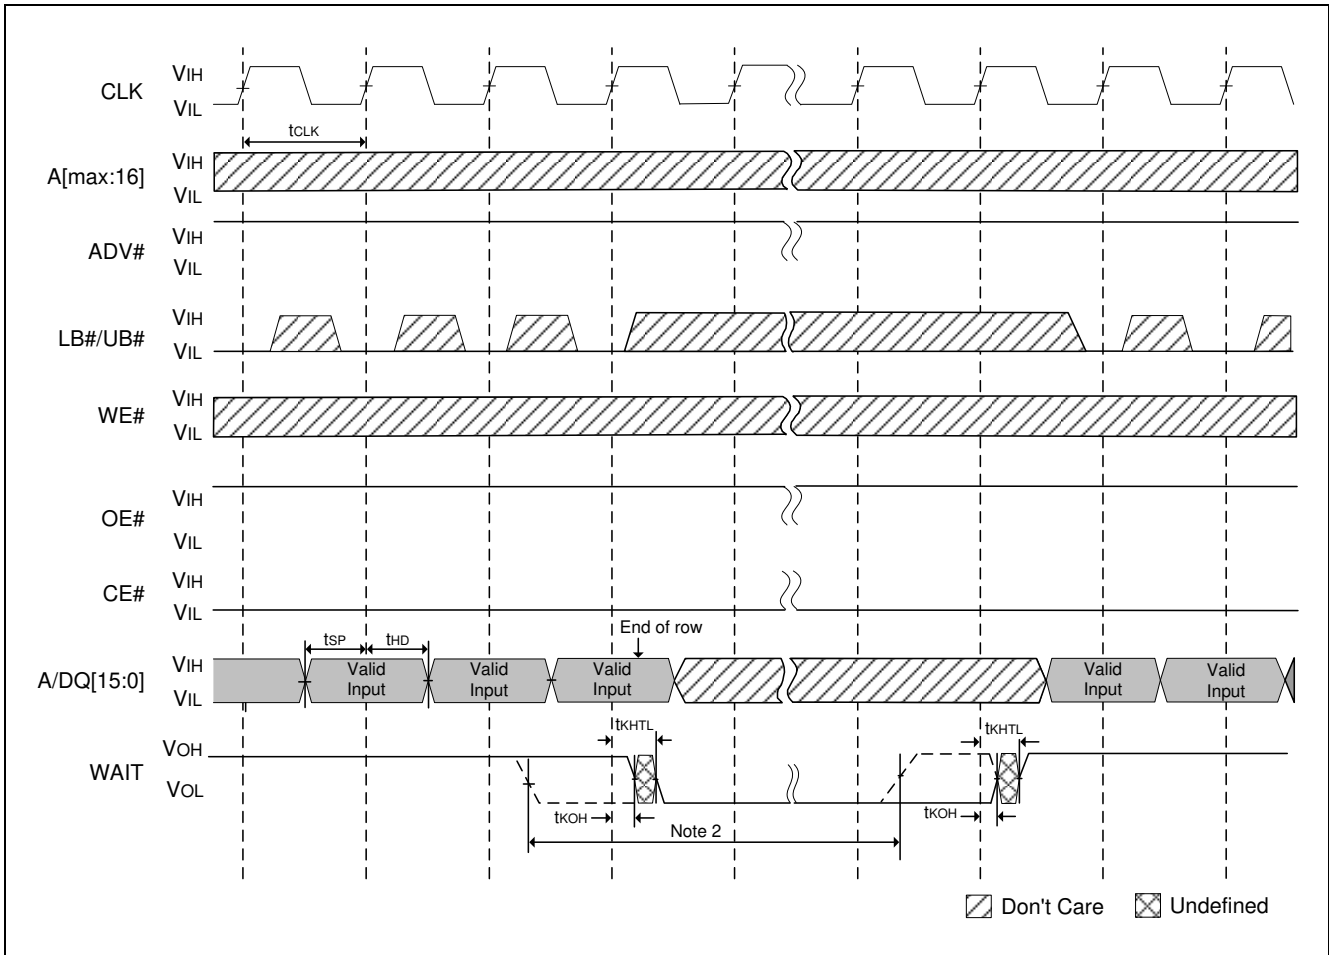 CLK
VIH
VIL
tCLK
A[max:16]
VIH
VIL
ADV#
VIH
VIL
LB#/UB#
VIH
VIL
WE#
VIH
VIL
OE#
VIH
VIL
CE#
VIH
VIL
A/DQ[15:0]
VIH
VIL
tSP
tHD
End of row
Valid
Input
Valid
Input
Valid
Input
Valid
Input
Valid
Input
WAIT
VOH
VOL
tKHTL
tKHTL
tKOH
tKOH
Note 2
Don't Care
Undefined